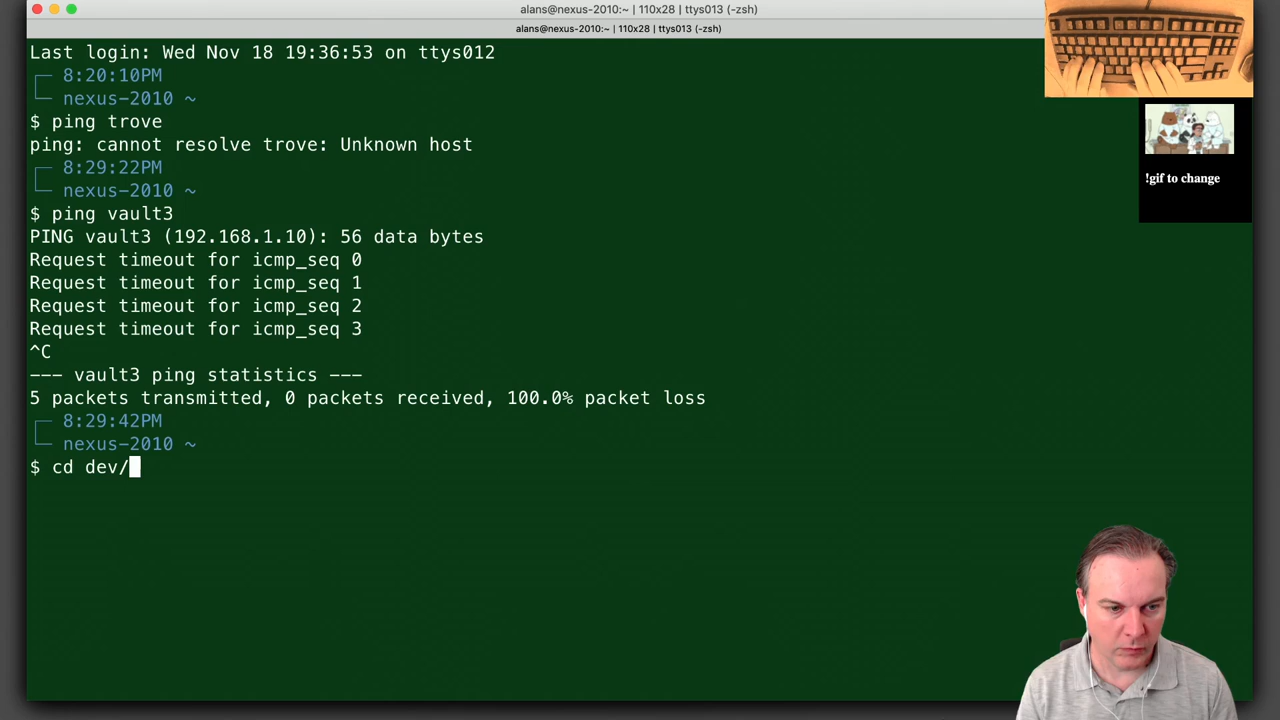 alans@nexus-2010:~ | 110x28 | ttys013 (-zsh)
alans@nexus-2010:~ | 110x28 | ttys013 (-zsh)
Last login: Wed Nov 18 19:36:53 on ttys012
8:20:10PM
nexus-2010 ~
$ ping trove
ping: cannot resolve trove: Unknown host
8:29:22PM
nexus-2010 ~
$ ping vault3
PING vault3 (192.168.1.10): 56 data bytes
Request timeout for icmp_seq 0
Request timeout for icmp_seq 1
Request timeout for icmp_seq 2
Request timeout for icmp_seq 3
^C
--- vault3 ping statistics ---
5 packets transmitted, 0 packets received, 100.0% packet loss
8:29:42PM
nexus-2010 ~
$ cd dev/
!gif to change